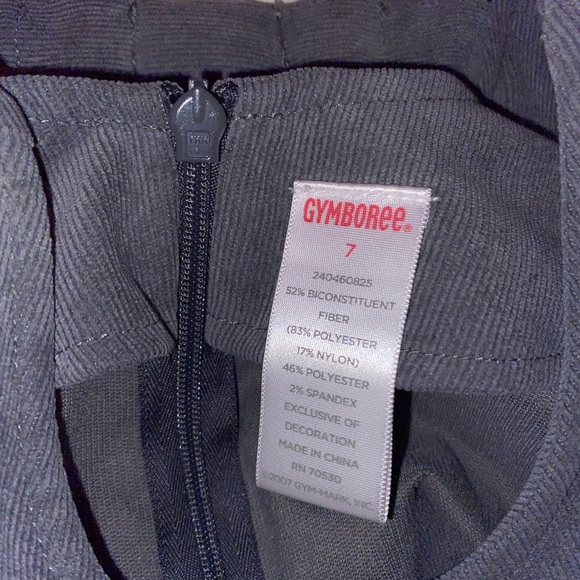 YKK
GYMBOREE®
7
240460825
52% BICONSTITUENT
FIBER
(83% POLYESTER
17% NYLON)
46% POLYESTER
2% SPANDEX
EXCLUSIVE OF
DECORATION
MADE IN CHINA
RN 70530
©2007 GYM-MARK, INC.